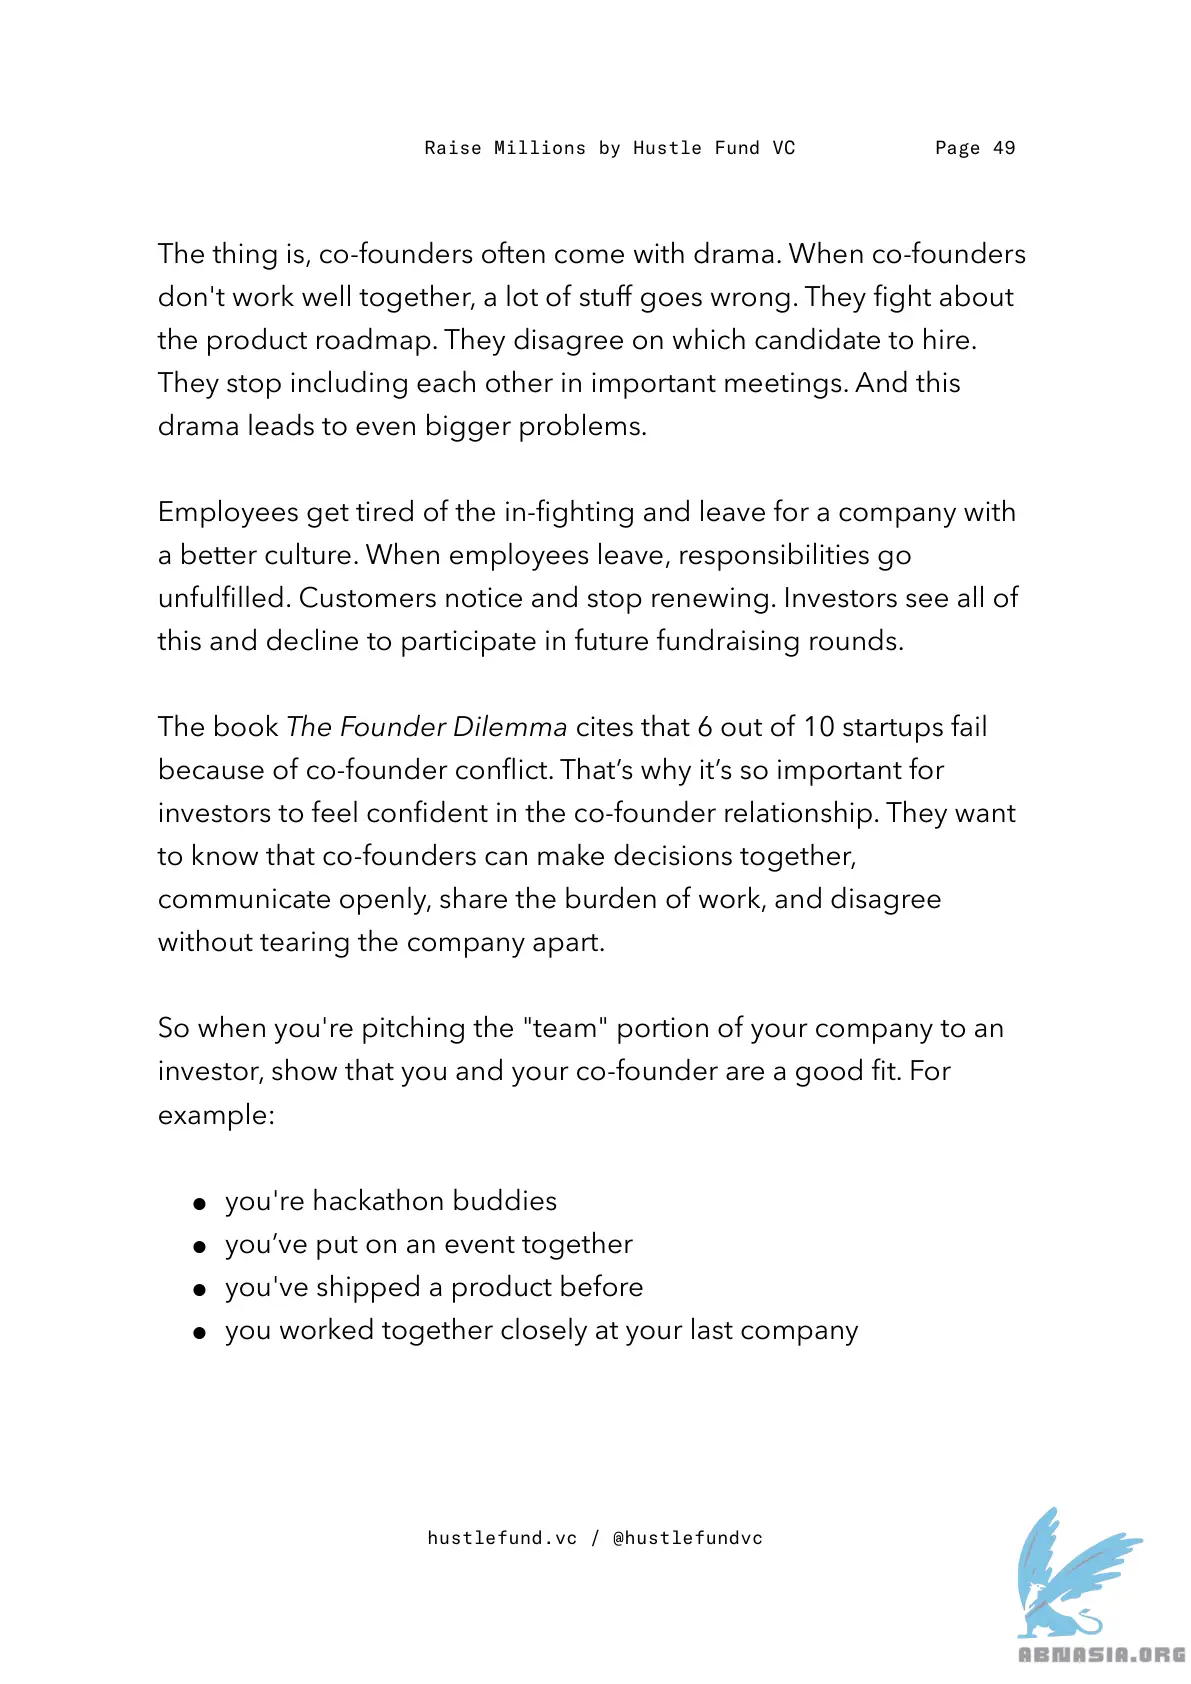 Raise Millions by Hustle Fund VC Page 49
The thing is, co-founders often come with drama. When co-founders
don't work well together, a lot of stuff goes wrong. They fight about
the product roadmap. They disagree on which candidate to hire.
They stop including each other in important meetings. And this
drama leads to even bigger problems.
Employees get tired of the in-fighting and leave for a company with
a better culture. When employees leave, responsibilities go
unfulfilled. Customers notice and stop renewing. Investors see all of
this and decline to participate in future fundraising rounds.
The book The Founder Dilemma cites that 6 out of 10 startups fail
because of co-founder conflict. That’s why it’s so important for
investors to feel confident in the co-founder relationship. They want
to know that co-founders can make decisions together,
communicate openly, share the burden of work, and disagree
without tearing the company apart.
So when you're pitching the "team" portion of your company to an
investor, show that you and your co-founder are a good fit. For
example:
● you're hackathon buddies
● you’ve put on an event together
● you've shipped a product before
● you worked together closely at your last company
hustlefund.vc / @hustlefundvc
ABNASIA.ORG